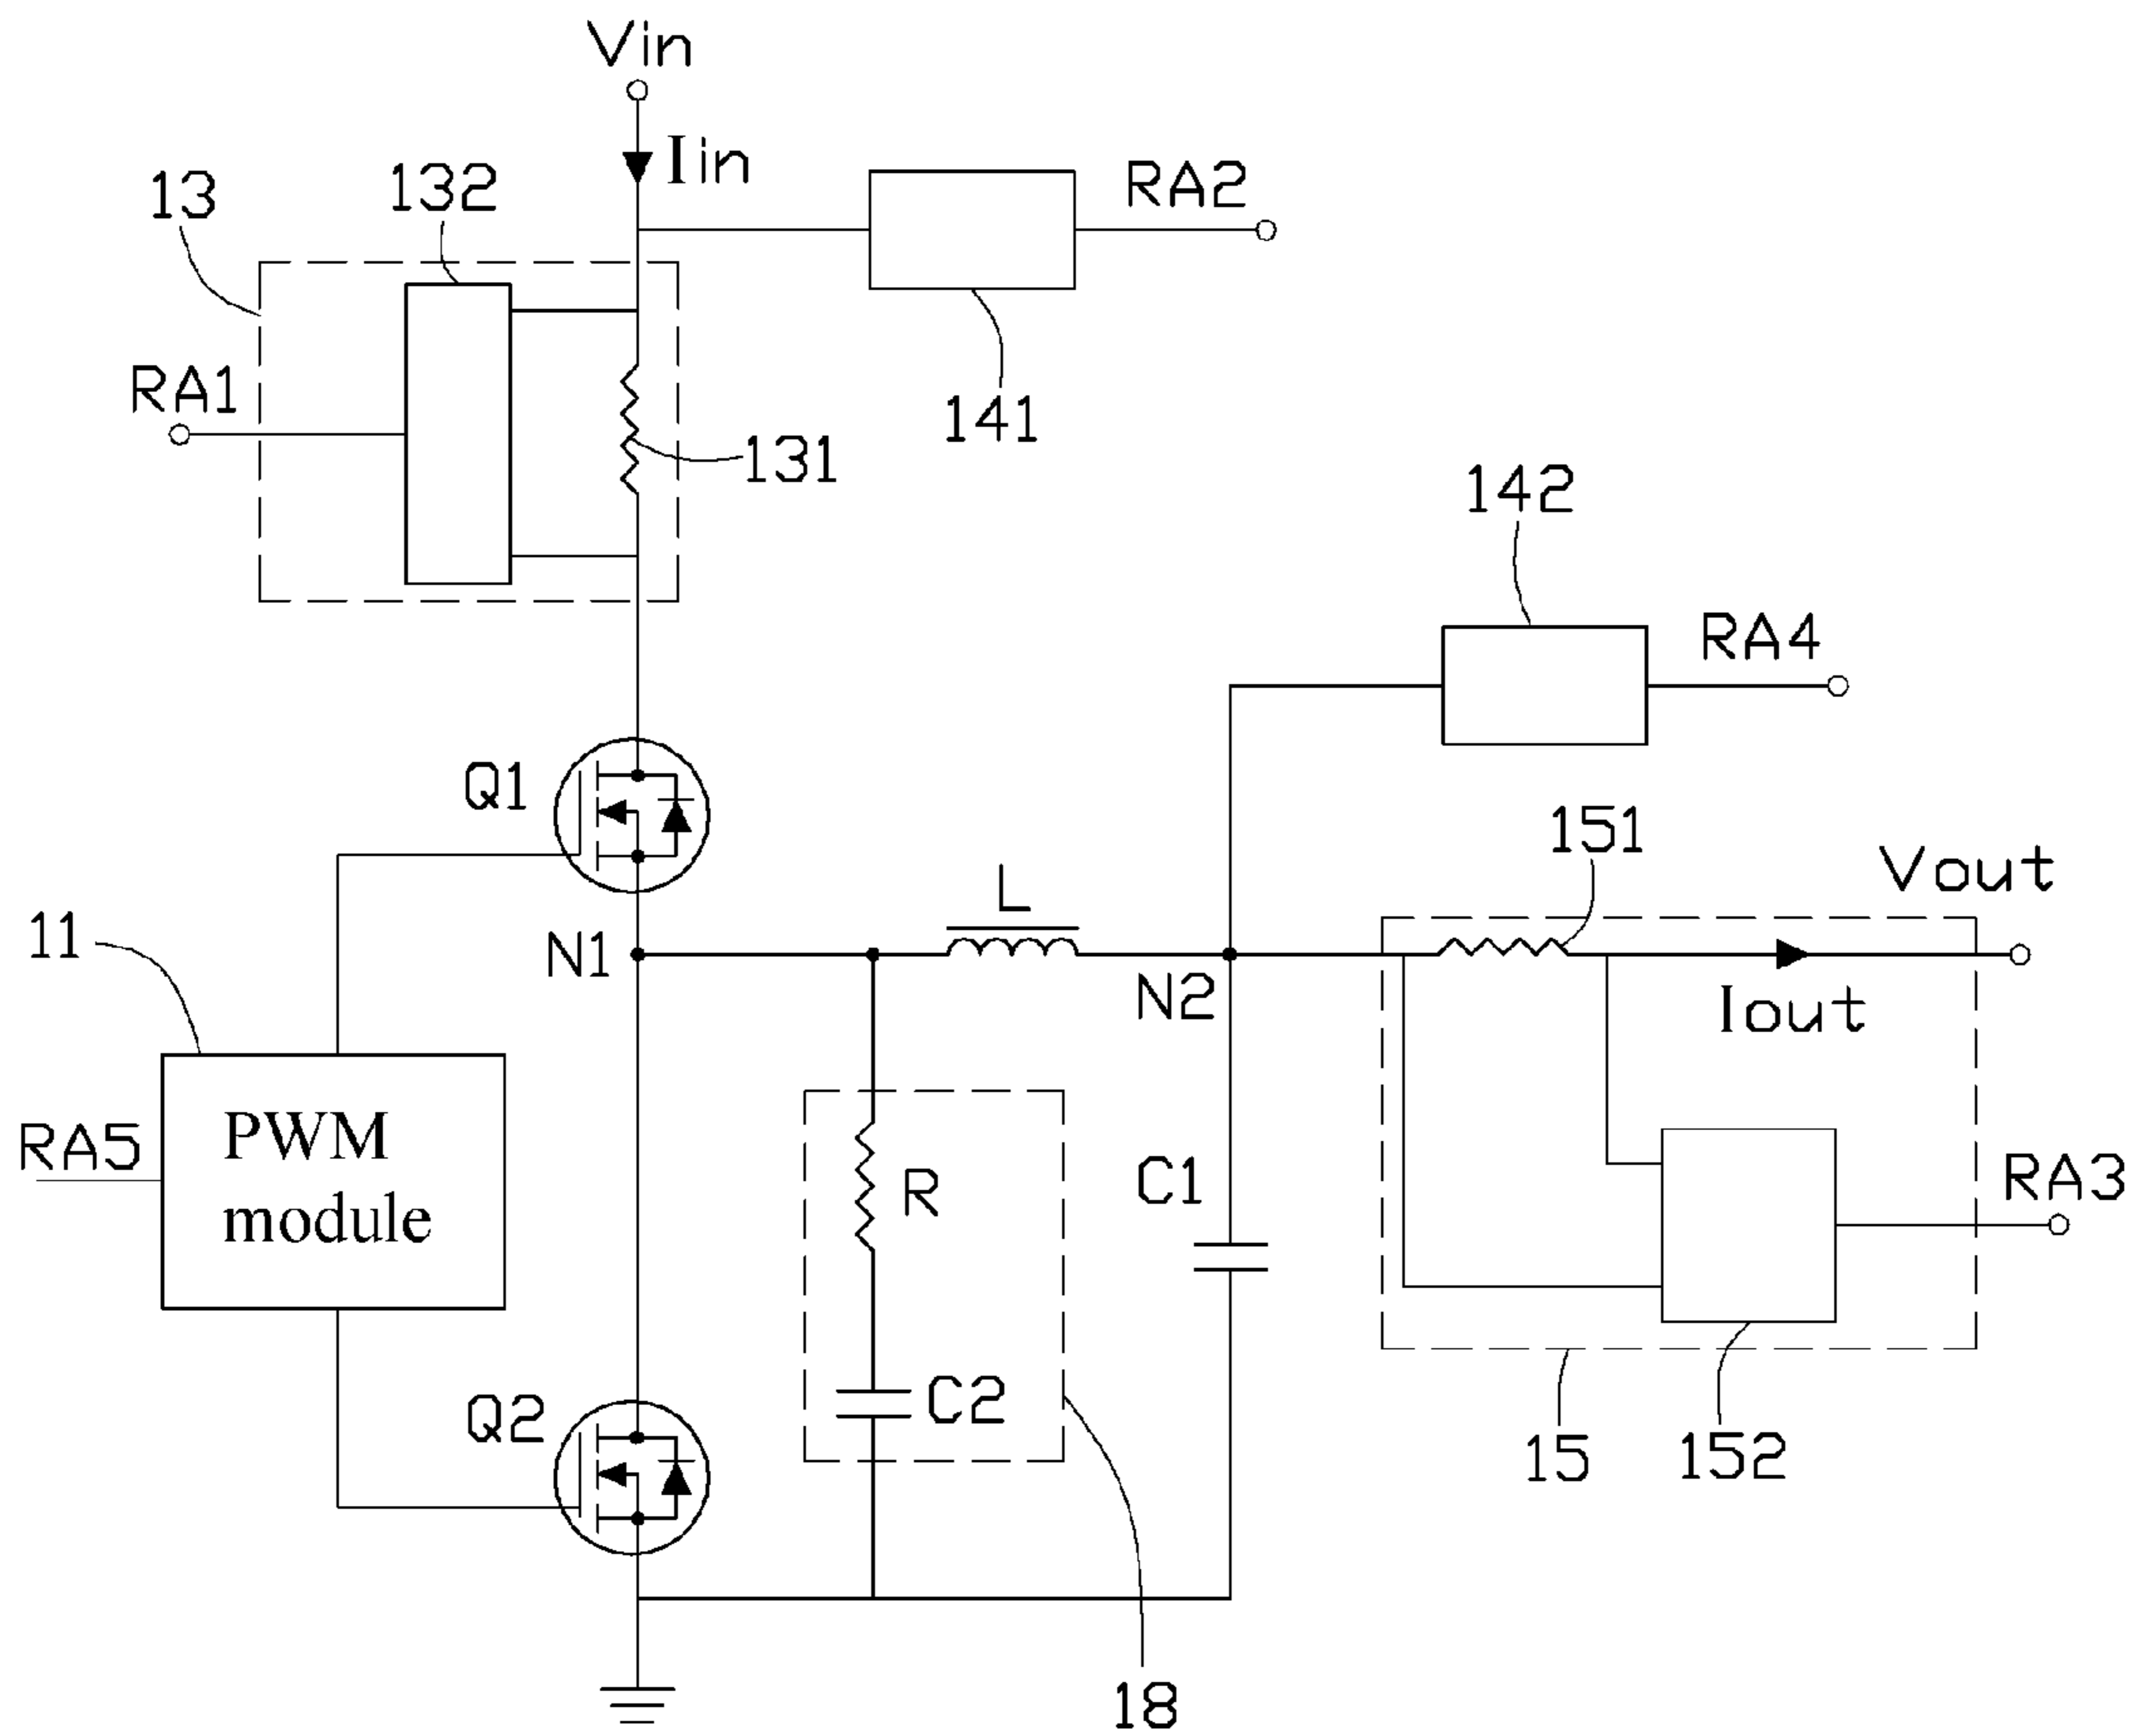 Vin
Iin
13
132
RA2
RA1
141
131
142
RA4
Q1
151
Vout
11
N1
L
N2
Iout
PWM
module
RA5
R
C1
RA3
C2
Q2
15
152
18